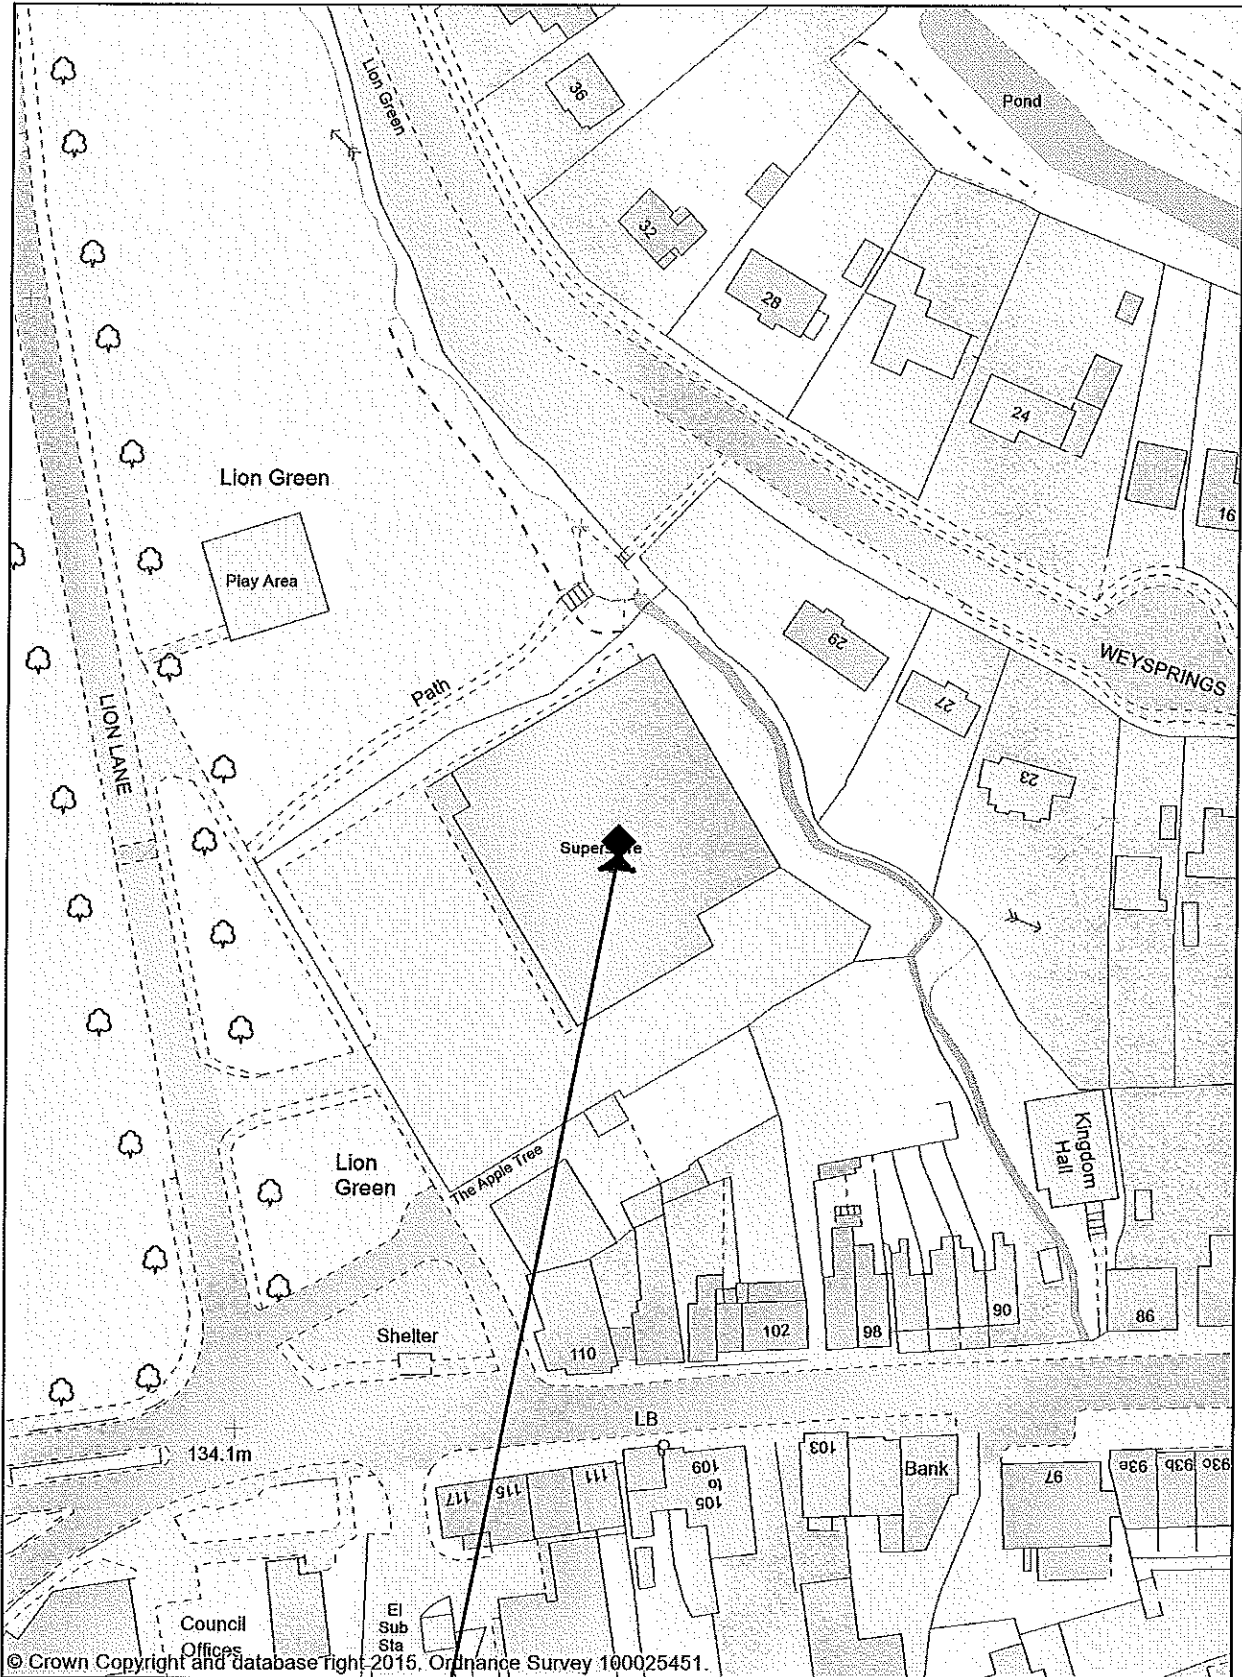 Lion Green
36
Pond
32
28
24
16
Lion Green
Play Area
29
WEYSPRINGS
27
Path
LION LANE
23
Superstore
Kingdom
Hall
Lion
Green
The Apple Tree
Shelter
110
102
98
90
86
LB
134.1m
117
115
111
109
to
105
103
Bank
97
93e
93b
93c
Council
Offices
El
Sub
Sta
© Crown Copyright and database right 2015. Ordnance Survey 100025451.